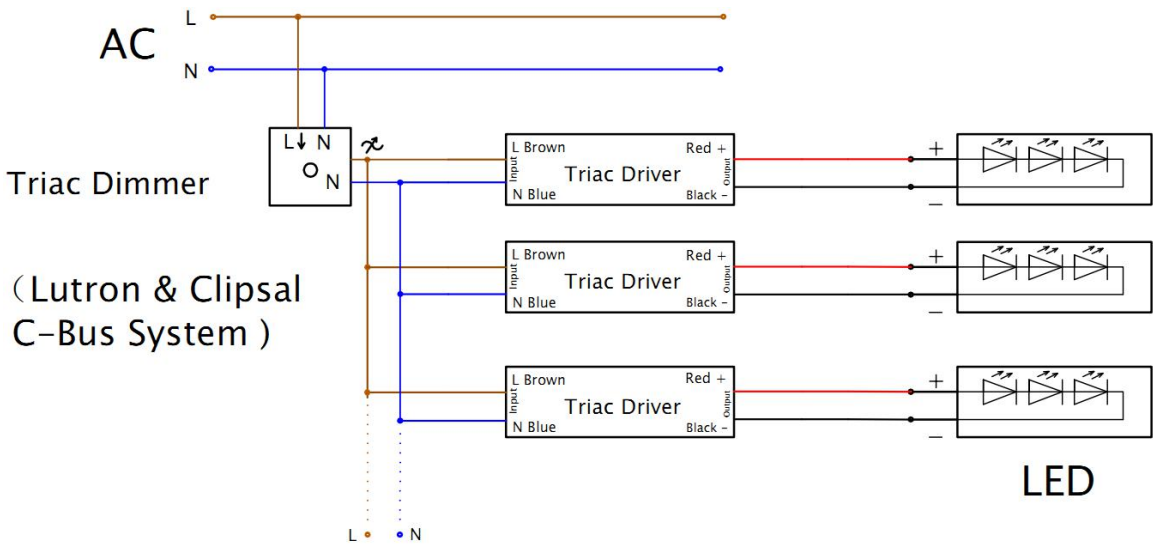 L
AC
N
L N
N
Triac Dimmer
（Lutron & Clipsal
C-Bus System )
L Brown
Input
N Blue
Triac Driver
Red +
Output
Black -
+
−
L Brown
Input
N Blue
Triac Driver
Red +
Output
Black -
+
−
L Brown
Input
N Blue
Triac Driver
Red +
Output
Black -
+
−
LED
L
N